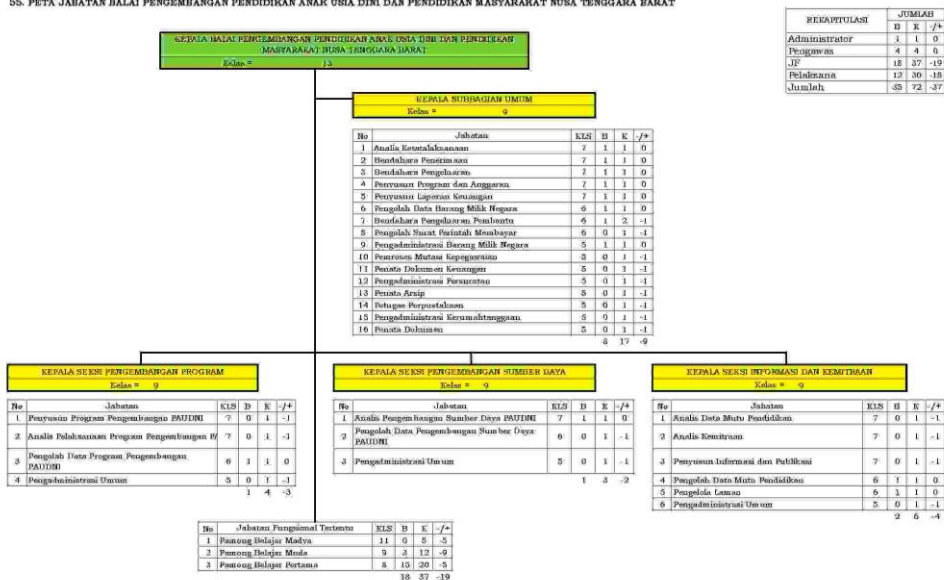 55. PETA JABATAN BALAI PENGEMBANGAN PENDIDIKAN ANAK USIA DINI DAN PENDIDIKAN MASYARAKAT NUSA TENGGARA BARAT
REKAPITULASI JUMLAH
B K -/+
Administrator 1 1 0
Pengawas 4 4 0
JF 18 37 -19
Pelaksana 12 30 -18
Jumlah 35 72 -37
KEPALA BALAI PENGEMBANGAN PENDIDIKAN ANAK USIA DINI DAN PENDIDIKAN
MASYARAKAT NUSA TENGGARA BARAT
Kelas = 13
KEPALA SUBBAGIAN UMUM
Kelas = 9
No Jabatan KLS B K -/+
1 Analis Ketatalaksanaan 7 1 1 0
2 Bendahara Penerimaan 7 1 1 0
3 Bendahara Pengeluaran 7 1 1 0
4 Penyusun Program dan Anggaran 7 1 1 0
5 Penyusun Laporan Keuangan 7 1 1 0
6 Pengolah Data Barang Milik Negara 6 1 1 0
7 Bendahara Pengeluaran Pembantu 6 1 2 -1
8 Pengolah Surat Perintah Membayar 6 0 1 -1
9 Pengadministrasi Barang Milik Negara 5 1 1 0
10 Pemroses Mutasi Kepegawaian 5 0 1 -1
11 Penata Dokumen Keuangan 5 0 1 -1
12 Pengadministrasi Persuratan 5 0 1 -1
13 Penata Arsip 5 0 1 -1
14 Petugas Perpustakaan 5 0 1 -1
15 Pengadministrasi Kerumahtanggaan 5 0 1 -1
16 Penata Dokumen 5 0 1 -1
8 17 -9
KEPALA SEKSI PENGEMBANGAN PROGRAM
Kelas = 9
No Jabatan KLS B K -/+
1 Penyusun Program Pengembangan PAUDNI 7 0 1 -1
2 Analis Pelaksanaan Program Pengembangan P/ 7 0 1 -1
3 Pengolah Data Program Pengembangan
PAUDNI 6 1 1 0
4 Pengadministrasi Umum 5 0 1 -1
1 4 -3
KEPALA SEKSI PENGEMBANGAN SUMBER DAYA
Kelas = 9
No Jabatan KLS B K -/+
1 Analis Pengembangan Sumber Daya PAUDNI 7 1 1 0
2 Pengolah Data Pengembangan Sumber Daya
PAUDNI 6 0 1 -1
3 Pengadministrasi Umum 5 0 1 -1
1 3 -2
KEPALA SEKSI INFORMASI DAN KEMITRAAN
Kelas = 9
No Jabatan KLS B K -/+
1 Analis Data Mutu Pendidikan 7 0 1 -1
2 Analis Kemitraan 7 0 1 -1
3 Penyusun Informasi dan Publikasi 7 0 1 -1
4 Pengolah Data Mutu Pendidikan 6 1 1 0
5 Pengelola Laman 6 1 1 0
6 Pengadministrasi Umum 5 0 1 -1
2 6 -4
No Jabatan Fungsional Tertentu KLS B K -/+
1 Pamong Belajar Madya 11 0 5 -5
2 Pamong Belajar Muda 9 3 12 -9
3 Pamong Belajar Pertama 8 15 20 -5
18 37 -19